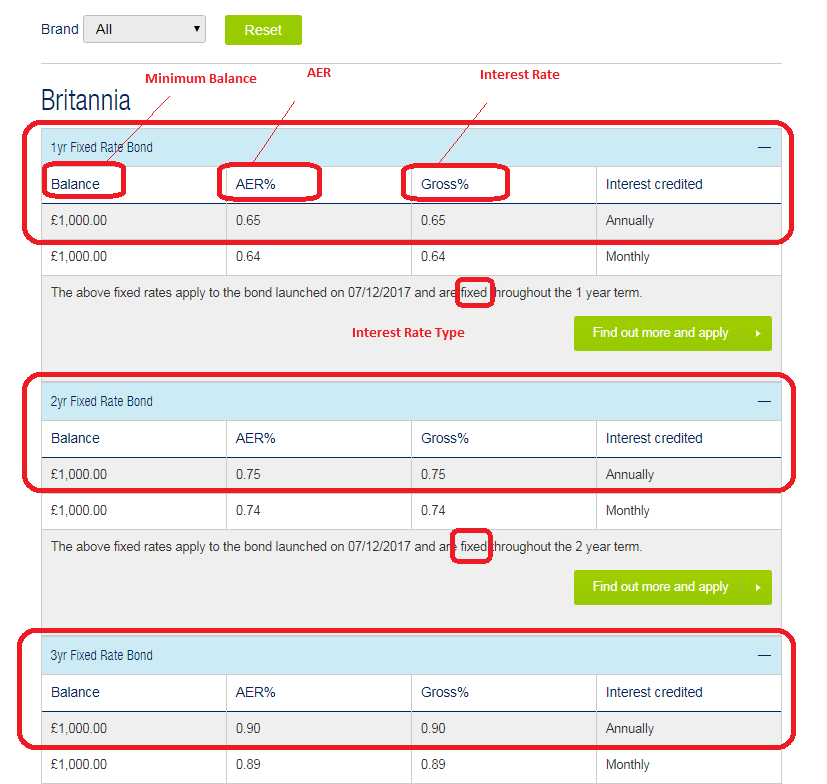 Brand All Reset
Minimum Balance AER Interest Rate
Britannia
1yr Fixed Rate Bond
Balance AER% Gross% Interest credited
£1,000.00 0.65 0.65 Annually
£1,000.00 0.64 0.64 Monthly
The above fixed rates apply to the bond launched on 07/12/2017 and are fixed throughout the 1 year term.
Interest Rate Type
Find out more and apply
2yr Fixed Rate Bond
Balance AER% Gross% Interest credited
£1,000.00 0.75 0.75 Annually
£1,000.00 0.74 0.74 Monthly
The above fixed rates apply to the bond launched on 07/12/2017 and are fixed throughout the 2 year term.
Find out more and apply
3yr Fixed Rate Bond
Balance AER% Gross% Interest credited
£1,000.00 0.90 0.90 Annually
£1,000.00 0.89 0.89 Monthly